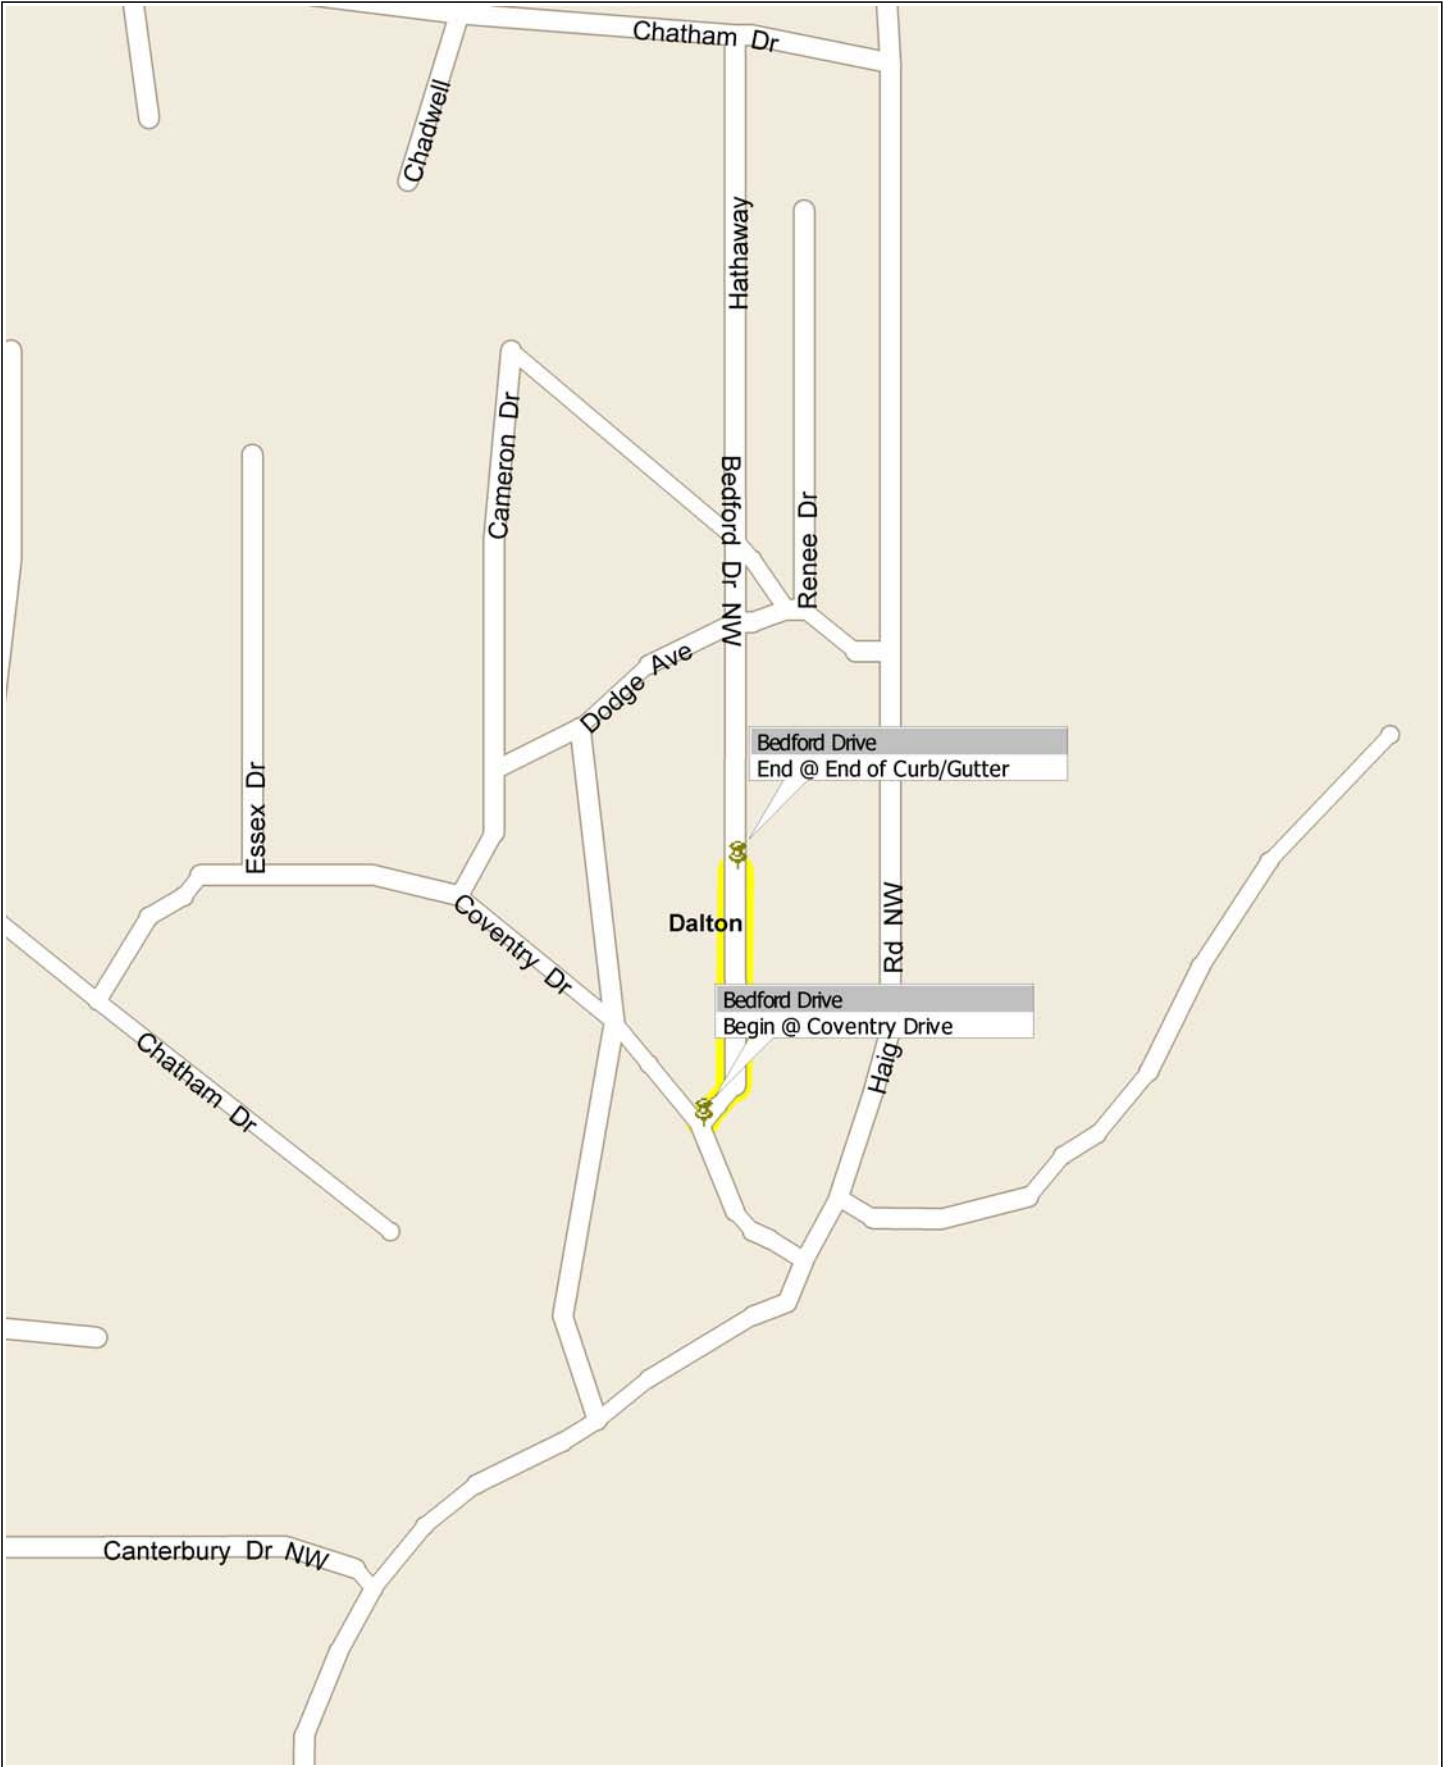 Chatham Dr
Chadwell
Hathaway
Cameron Dr
Bedford Dr NW
Renee Dr
Dodge Ave
Bedford Drive
End @ End of Curb/Gutter
Essex Dr
Coventry Dr
Dalton
Rd NW
Bedford Drive
Begin @ Coventry Drive
Haig
Chatham Dr
Canterbury Dr NW